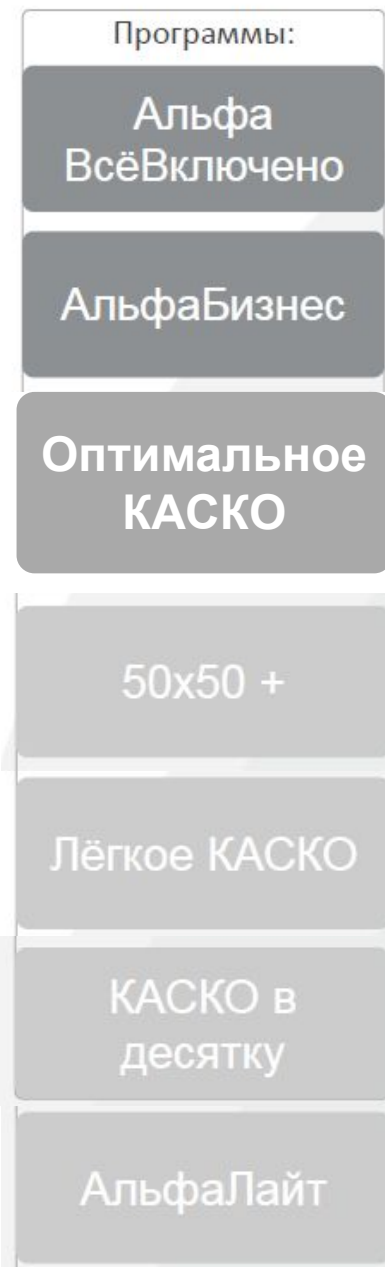 Программы:
Альфа
ВсёВключено
АльфаБизнес
Оптимальное
КАСКО
50х50 +
Лёгкое КАСКО
КАСКО в
десятку
АльфаЛайт